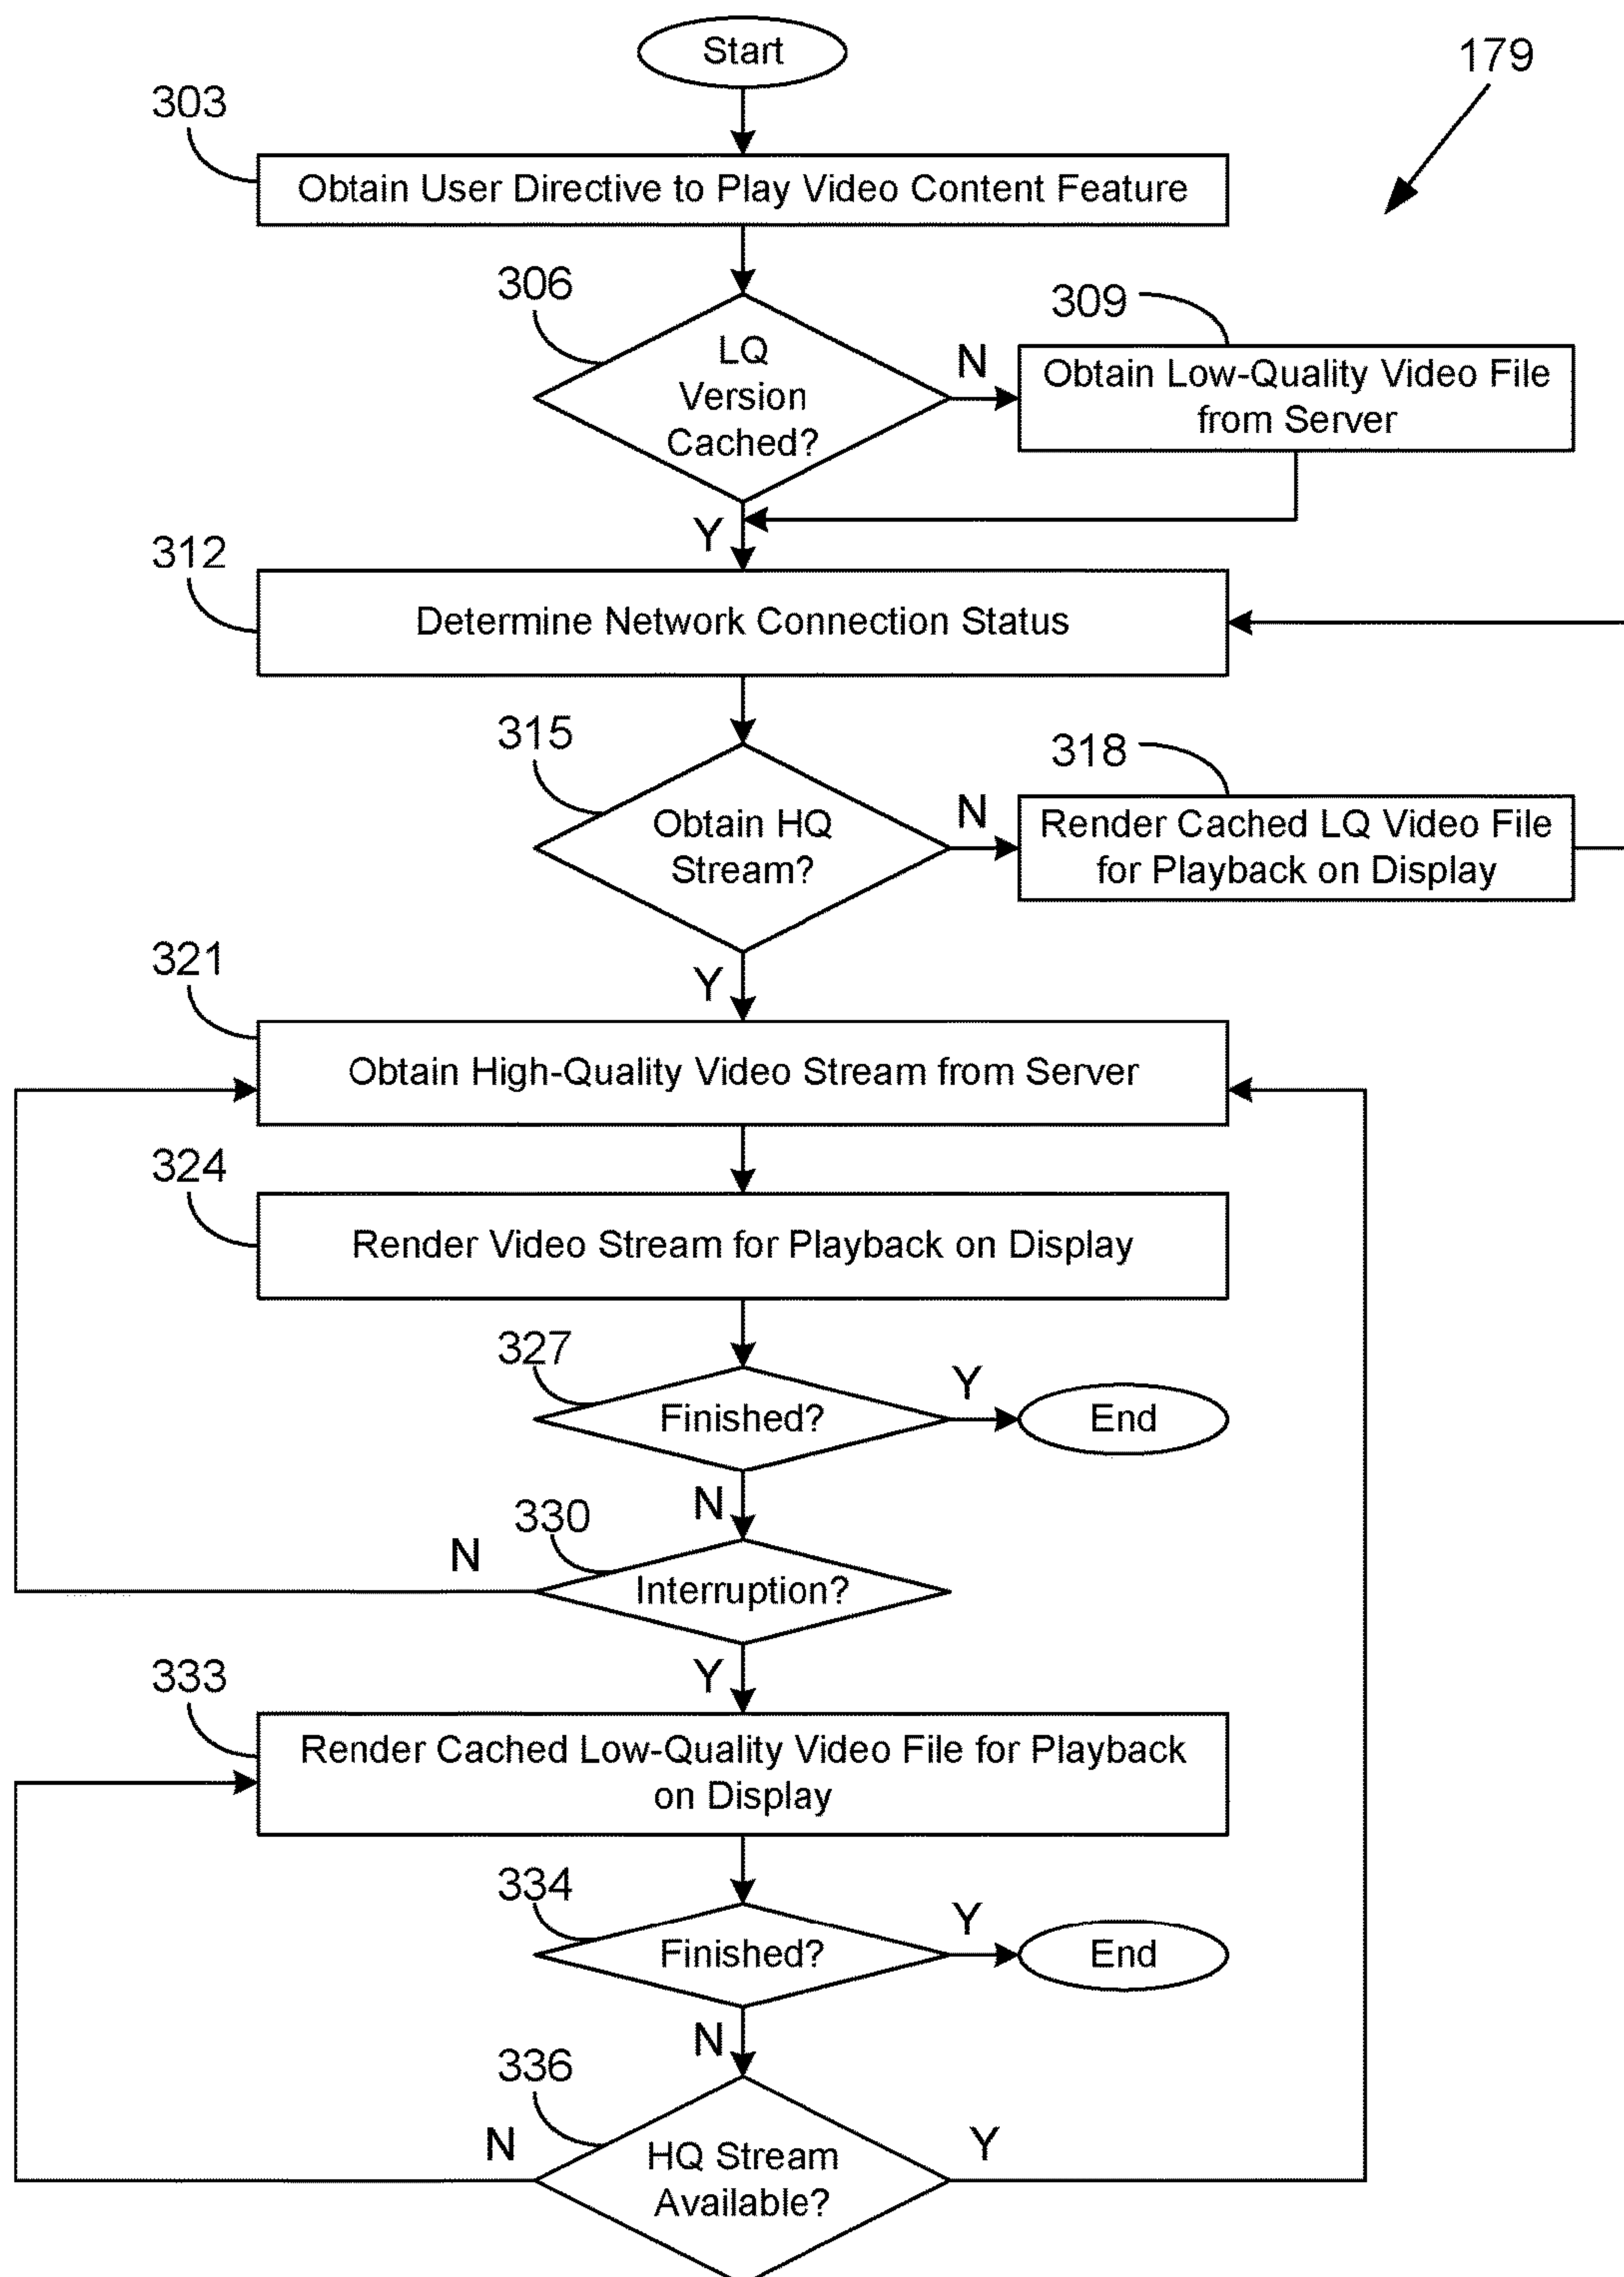 Start
179
303
Obtain User Directive to Play Video Content Feature
306
LQ
Version
Cached?
N
309
Obtain Low-Quality Video File
from Server
Y
312
Determine Network Connection Status
315
Obtain HQ
Stream?
N
318
Render Cached LQ Video File
for Playback on Display
Y
321
Obtain High-Quality Video Stream from Server
324
Render Video Stream for Playback on Display
327
Finished?
Y
End
N
330
Interruption?
N
Y
333
Render Cached Low-Quality Video File for Playback
on Display
334
Finished?
Y
End
N
336
HQ Stream
Available?
N
Y